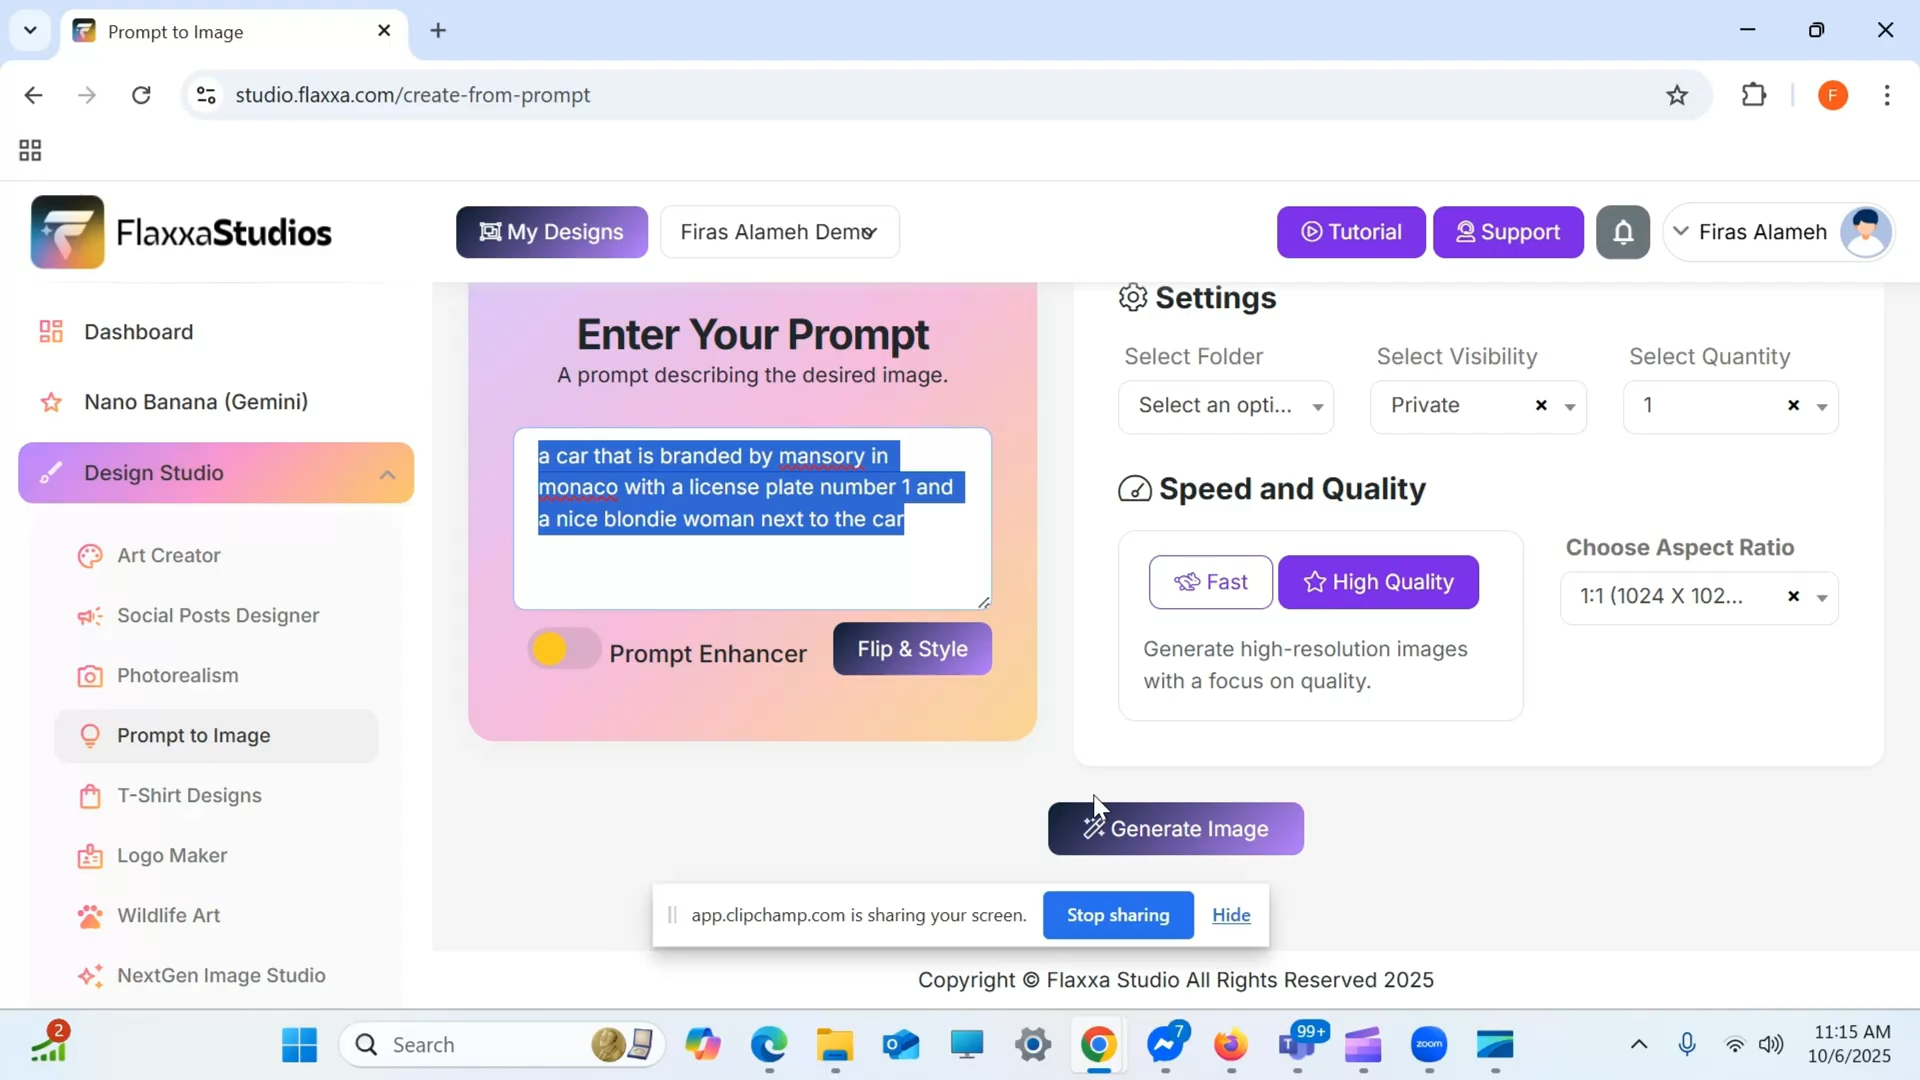 Prompt to Image
studio.flaxxa.com/create-from-prompt
F
FlaxxaStudios
My Designs
Firas Alameh Demo
Tutorial
Support
Firas Alameh
Dashboard
Nano Banana (Gemini)
Design Studio
Art Creator
Social Posts Designer
Photorealism
Prompt to Image
T-Shirt Designs
Logo Maker
Wildlife Art
NextGen Image Studio
Enter Your Prompt
A prompt describing the desired image.
a car that is branded by mansory in
monaco with a license plate number 1 and
a nice blondie woman next to the car
Prompt Enhancer
Flip & Style
Settings
Select Folder
Select Visibility
Select Quantity
Select an opti...
Private
1
Speed and Quality
Fast
High Quality
Generate high-resolution images
with a focus on quality.
Choose Aspect Ratio
1:1 (1024 X 102...
Generate Image
app.clipchamp.com is sharing your screen.
Stop sharing
Hide
Copyright © Flaxxa Studio All Rights Reserved 2025
2
Search
7
99+
zoom
11:15 AM
10/6/2025